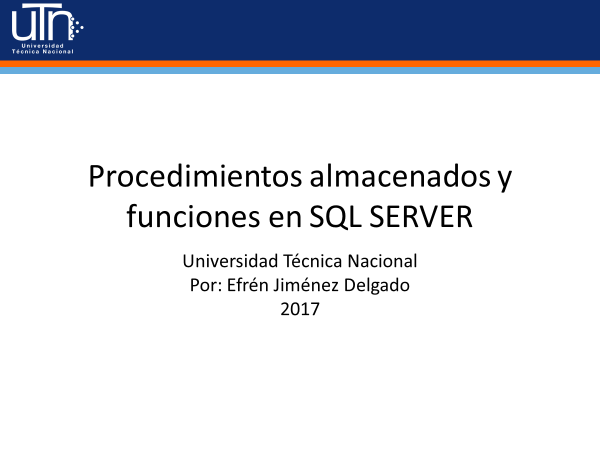 uTn
Universidad
Técnica Nacional
Procedimientos almacenados y
funciones en SQL SERVER
Universidad Técnica Nacional
Por: Efrén Jiménez Delgado
2017